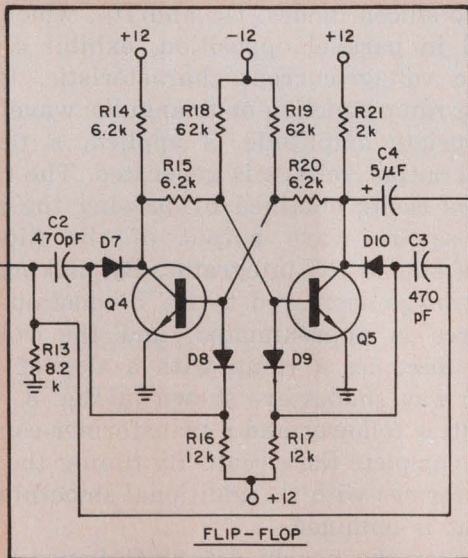 +12
-12
+12
R14
6.2k
R18
62k
R19
62k
R21
2k
R15
6.2k
R20
6.2k
C4
5µF
+
C2
470pF
D7
D10
C3
470
pF
Q4
Q5
R13
8.2
k
D8
D9
R16
12k
R17
12k
+12
FLIP-FLOP